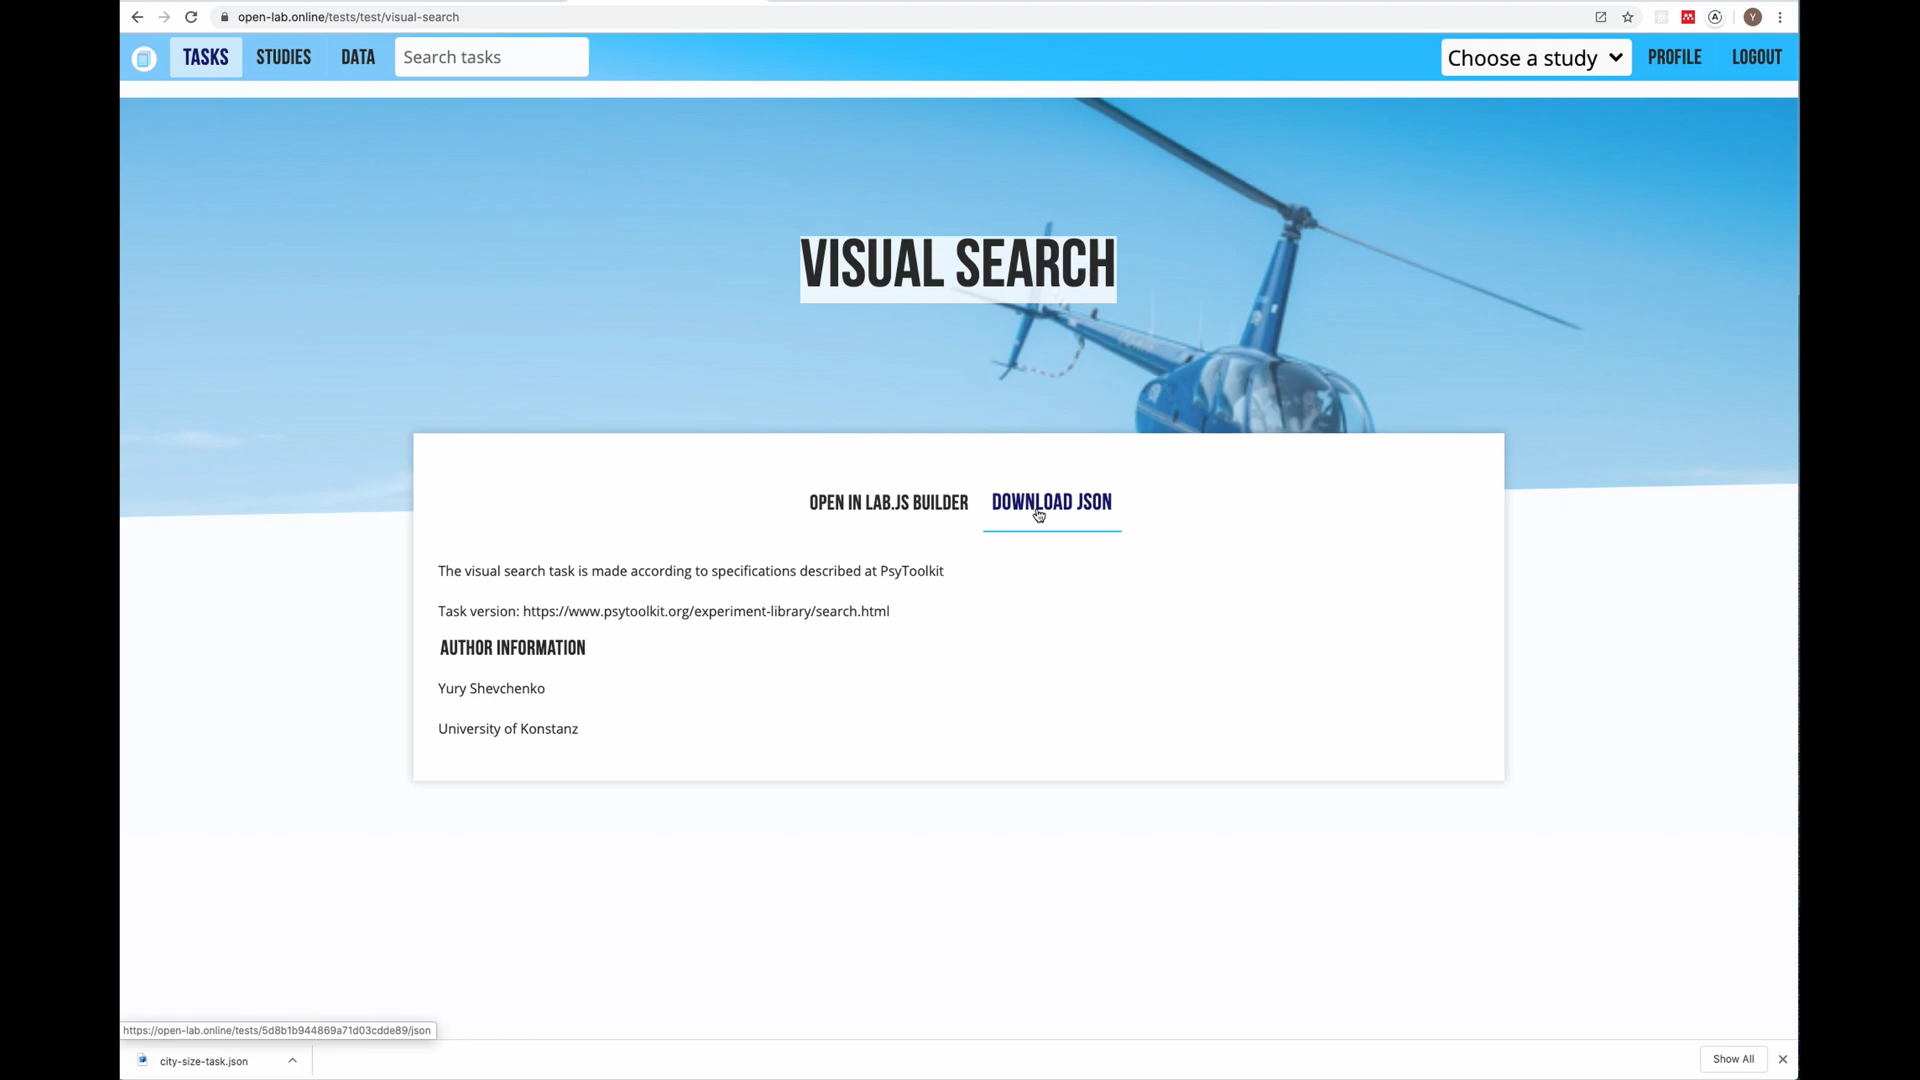 open-lab.online/tests/test/visual-search
Y
TASKS
STUDIES
DATA
Search tasks
Choose a study
PROFILE
LOGOUT
VISUAL SEARCH
OPEN IN LAB.JS BUILDER
DOWNLOAD JSON
The visual search task is made according to specifications described at PsyToolkit
Task version: https://www.psytoolkit.org/experiment-library/search.html
AUTHOR INFORMATION
Yury Shevchenko
University of Konstanz
https://open-lab.online/tests/5d8b1b944869a71d03cdde89/json
city-size-task.json
Show All